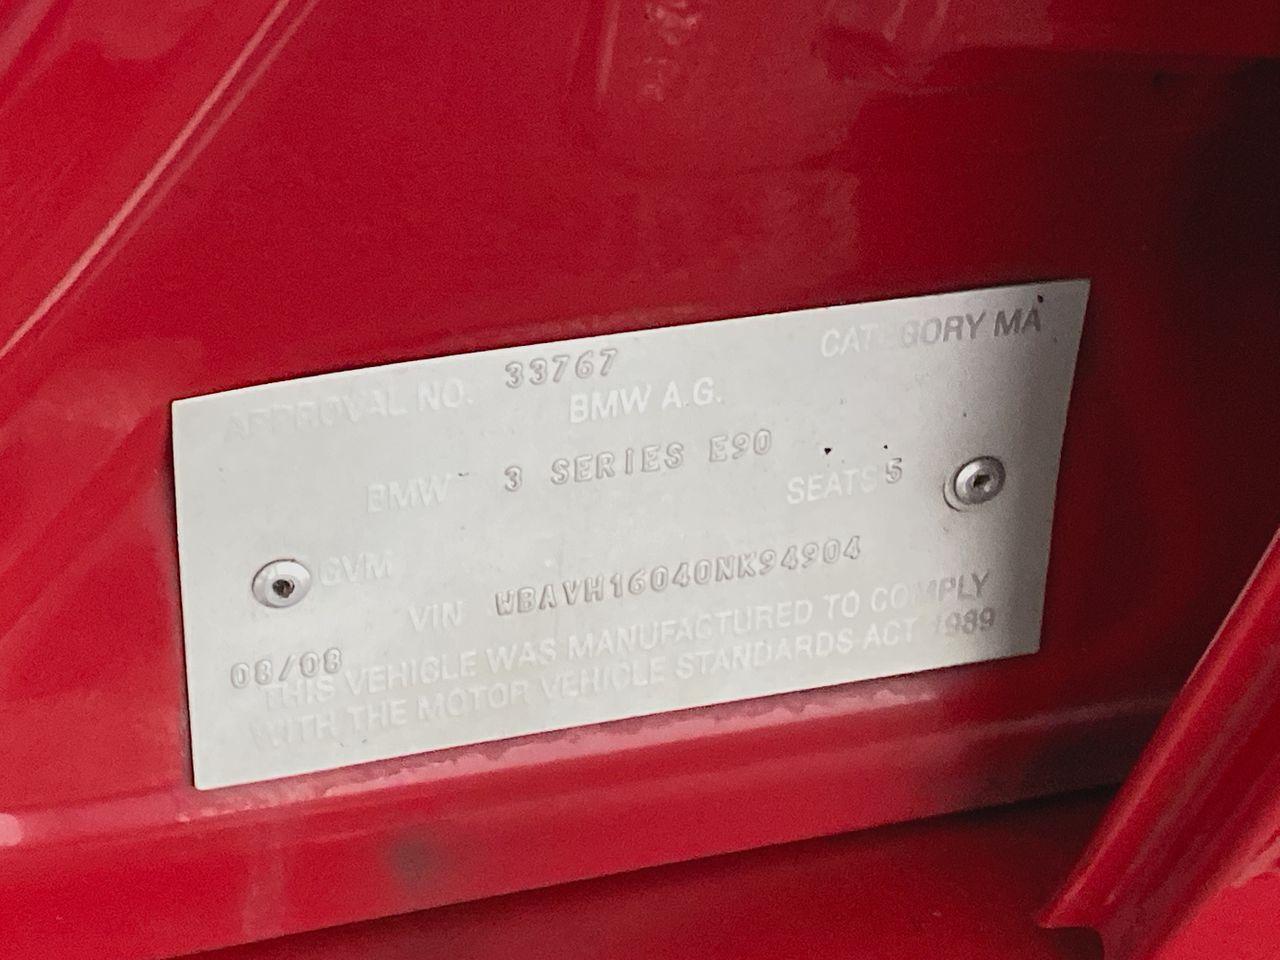 APPROVAL NO. 33767 CATEGORY MA
BMW A.G.
BMW 3 SERIES E90
SEATS 5
GVM
VIN WBAVH16040NK94904
08/08
THIS VEHICLE WAS MANUFACTURED TO COMPLY
WITH THE MOTOR VEHICLE STANDARDS ACT 1989